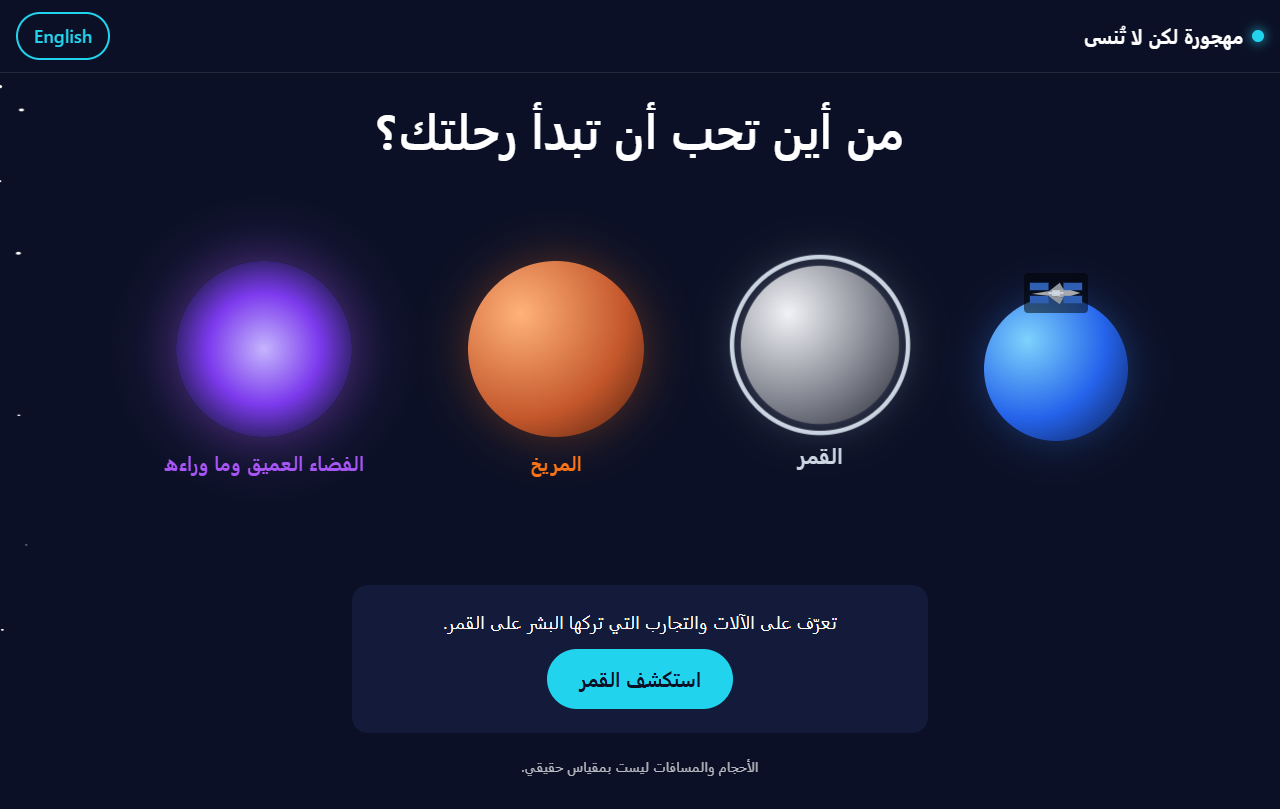 مهجورة لكن لا تُنسى
English
من أين تحب أن تبدأ رحلتك؟
القمر
المريخ
الفضاء العميق وما وراءه
تعرّف على الآلات والتجارب التي تركها البشر على القمر.
استكشف القمر
الأحجام والمسافات ليست بمقياس حقيقي.